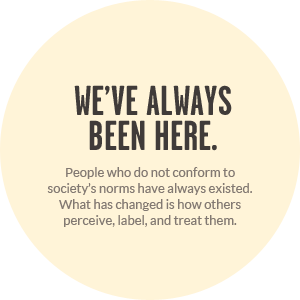 WE'VE ALWAYS
BEEN HERE.
People who do not conform to
society's norms have always existed.
What has changed is how others
perceive, label, and treat them.